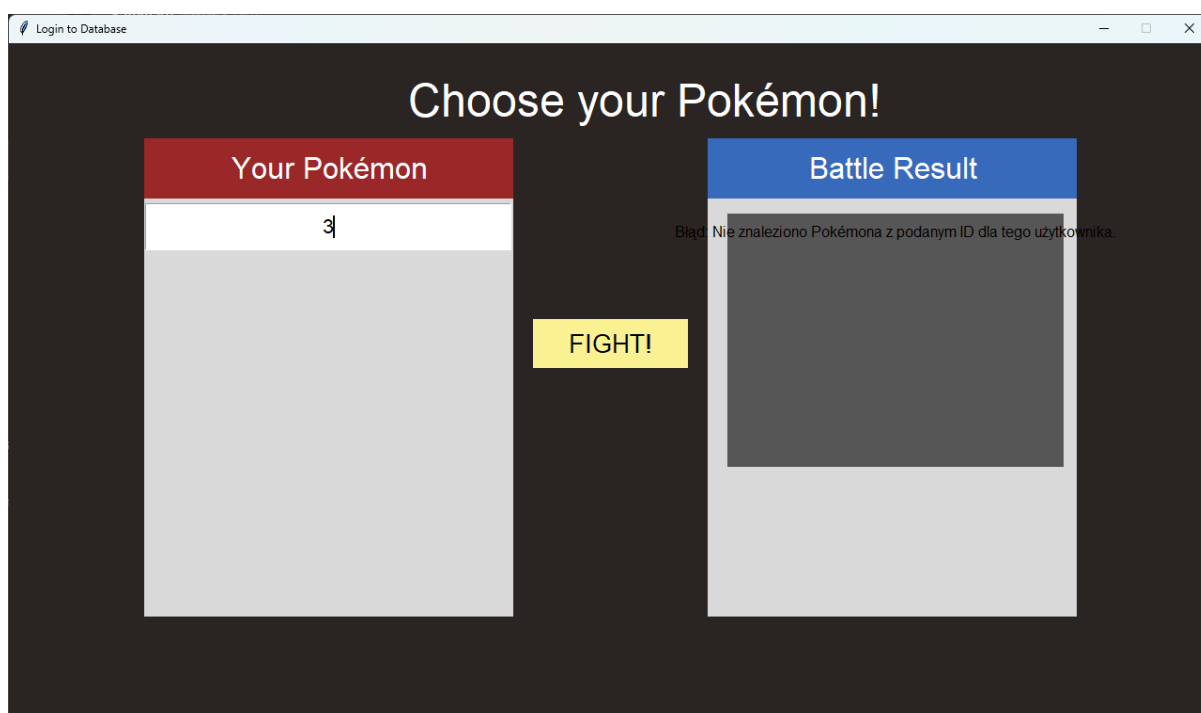 Login to Database
Choose your Pokémon!
Your Pokémon
Battle Result
3
Błąd: Nie znaleziono Pokémona z podanym ID dla tego użytkownika.
FIGHT!